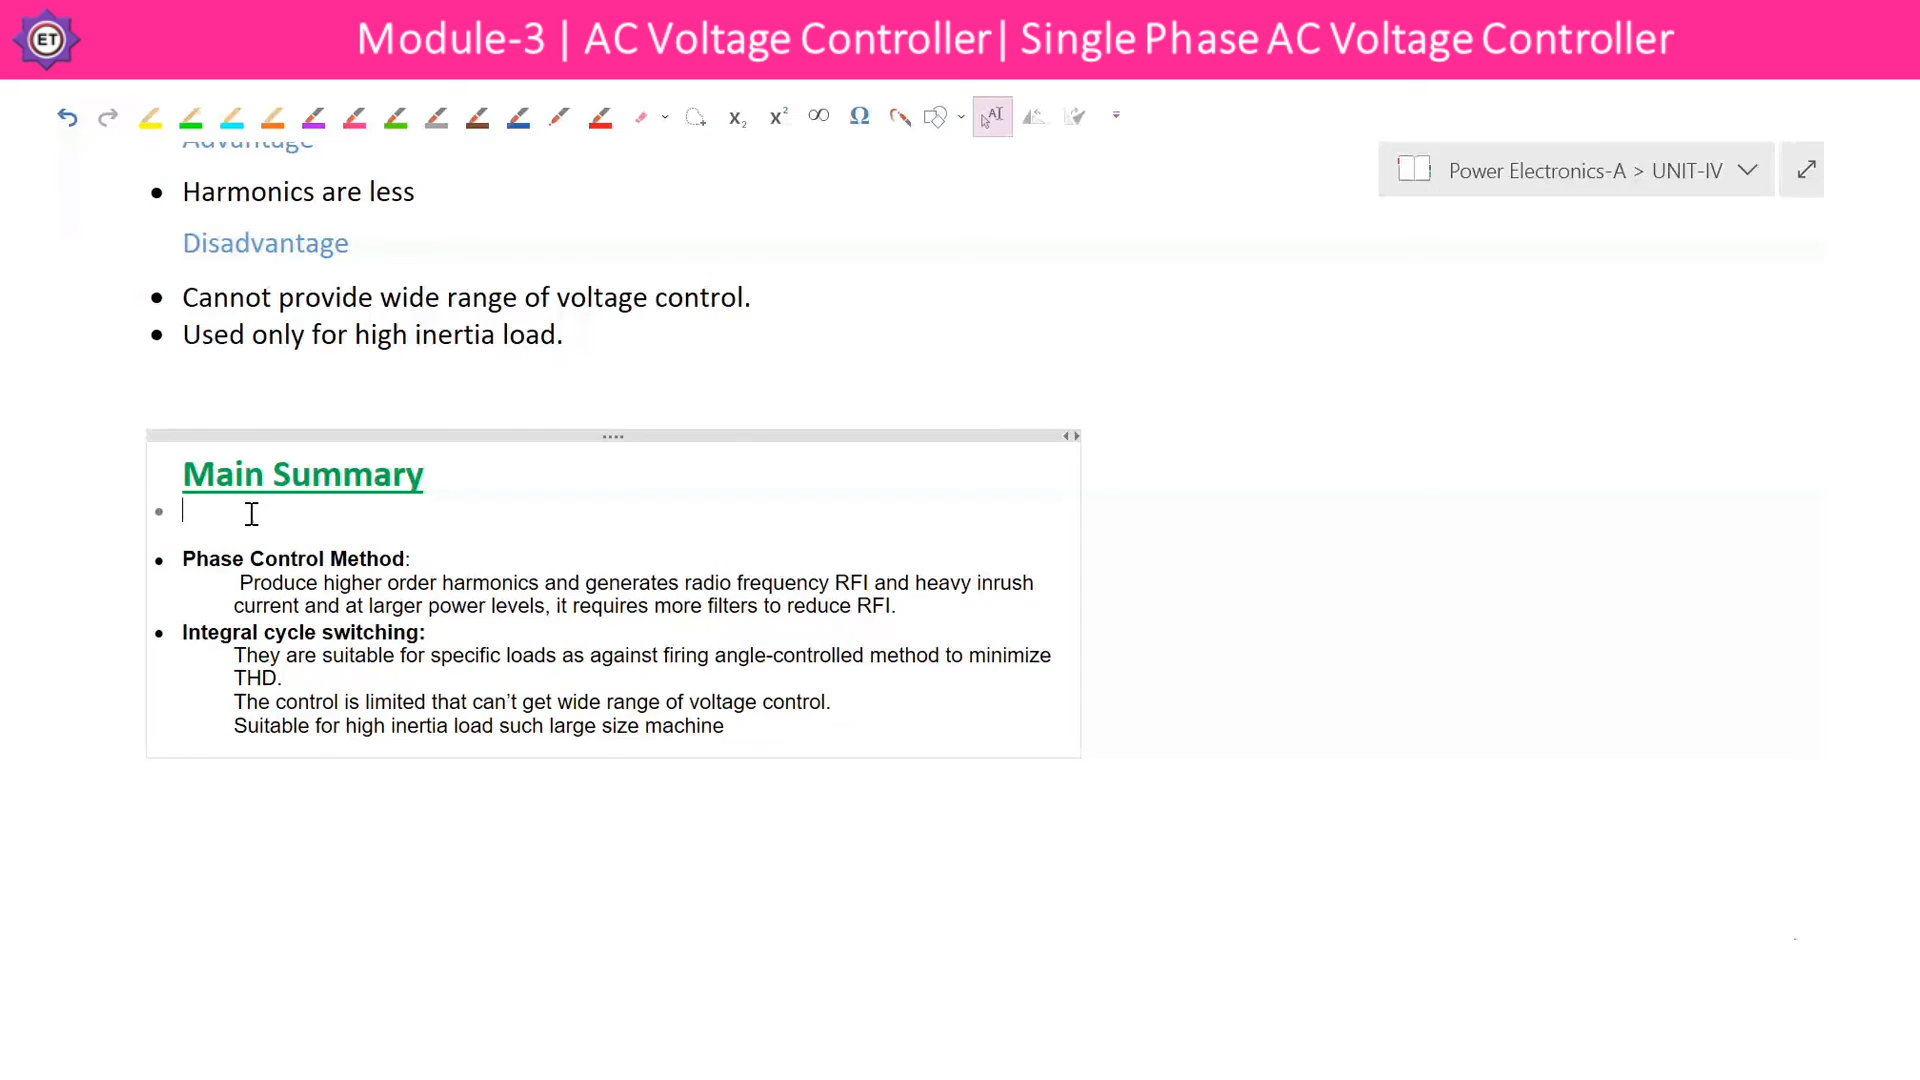 ET
Module-3 | AC Voltage Controller| Single Phase AC Voltage Controller
X₂ X² ∞ Ω AI
Advantage
Power Electronics-A > UNIT-IV
• Harmonics are less
Disadvantage
• Cannot provide wide range of voltage control.
• Used only for high inertia load.
Main Summary
• Phase Control Method:
Produce higher order harmonics and generates radio frequency RFI and heavy inrush
current and at larger power levels, it requires more filters to reduce RFI.
• Integral cycle switching:
They are suitable for specific loads as against firing angle-controlled method to minimize
THD.
The control is limited that can’t get wide range of voltage control.
Suitable for high inertia load such large size machine